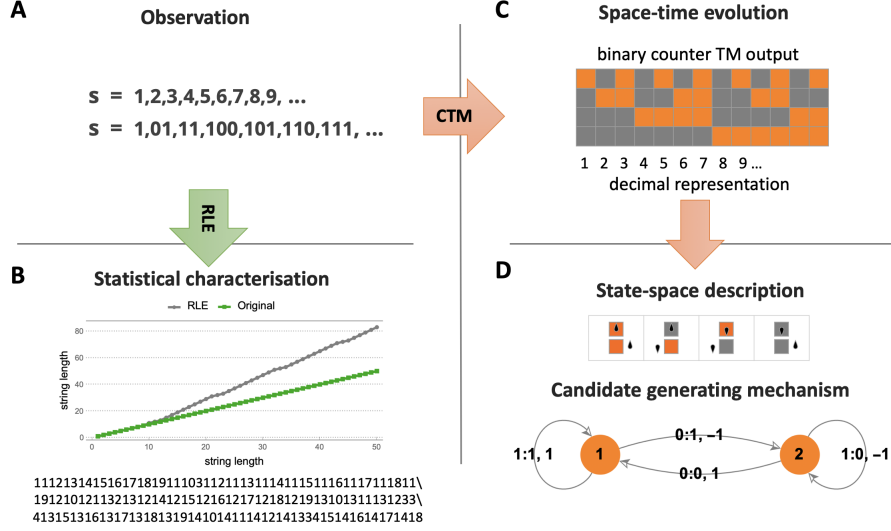 A
Observation
s = 1,2,3,4,5,6,7,8,9, ...
s = 1,01,11,100,101,110,111, ...
CTM
RLE
C
Space-time evolution
binary counter TM output
1 2 3 4 5 6 7 8 9 ...
decimal representation
B
Statistical characterisation
RLE Original
string length
80
60
40
20
0
0 10 20 30 40 50
string length
1112131415161718191110311211131114111511161117111811\
19121012113213121412151216121712181219131013113123 3\
413151316131713181319141014111412133415141614171418
D
State-space description
Candidate generating mechanism
1:1, 1
1
0:1, –1
0:0, 1
2
1:0, –1